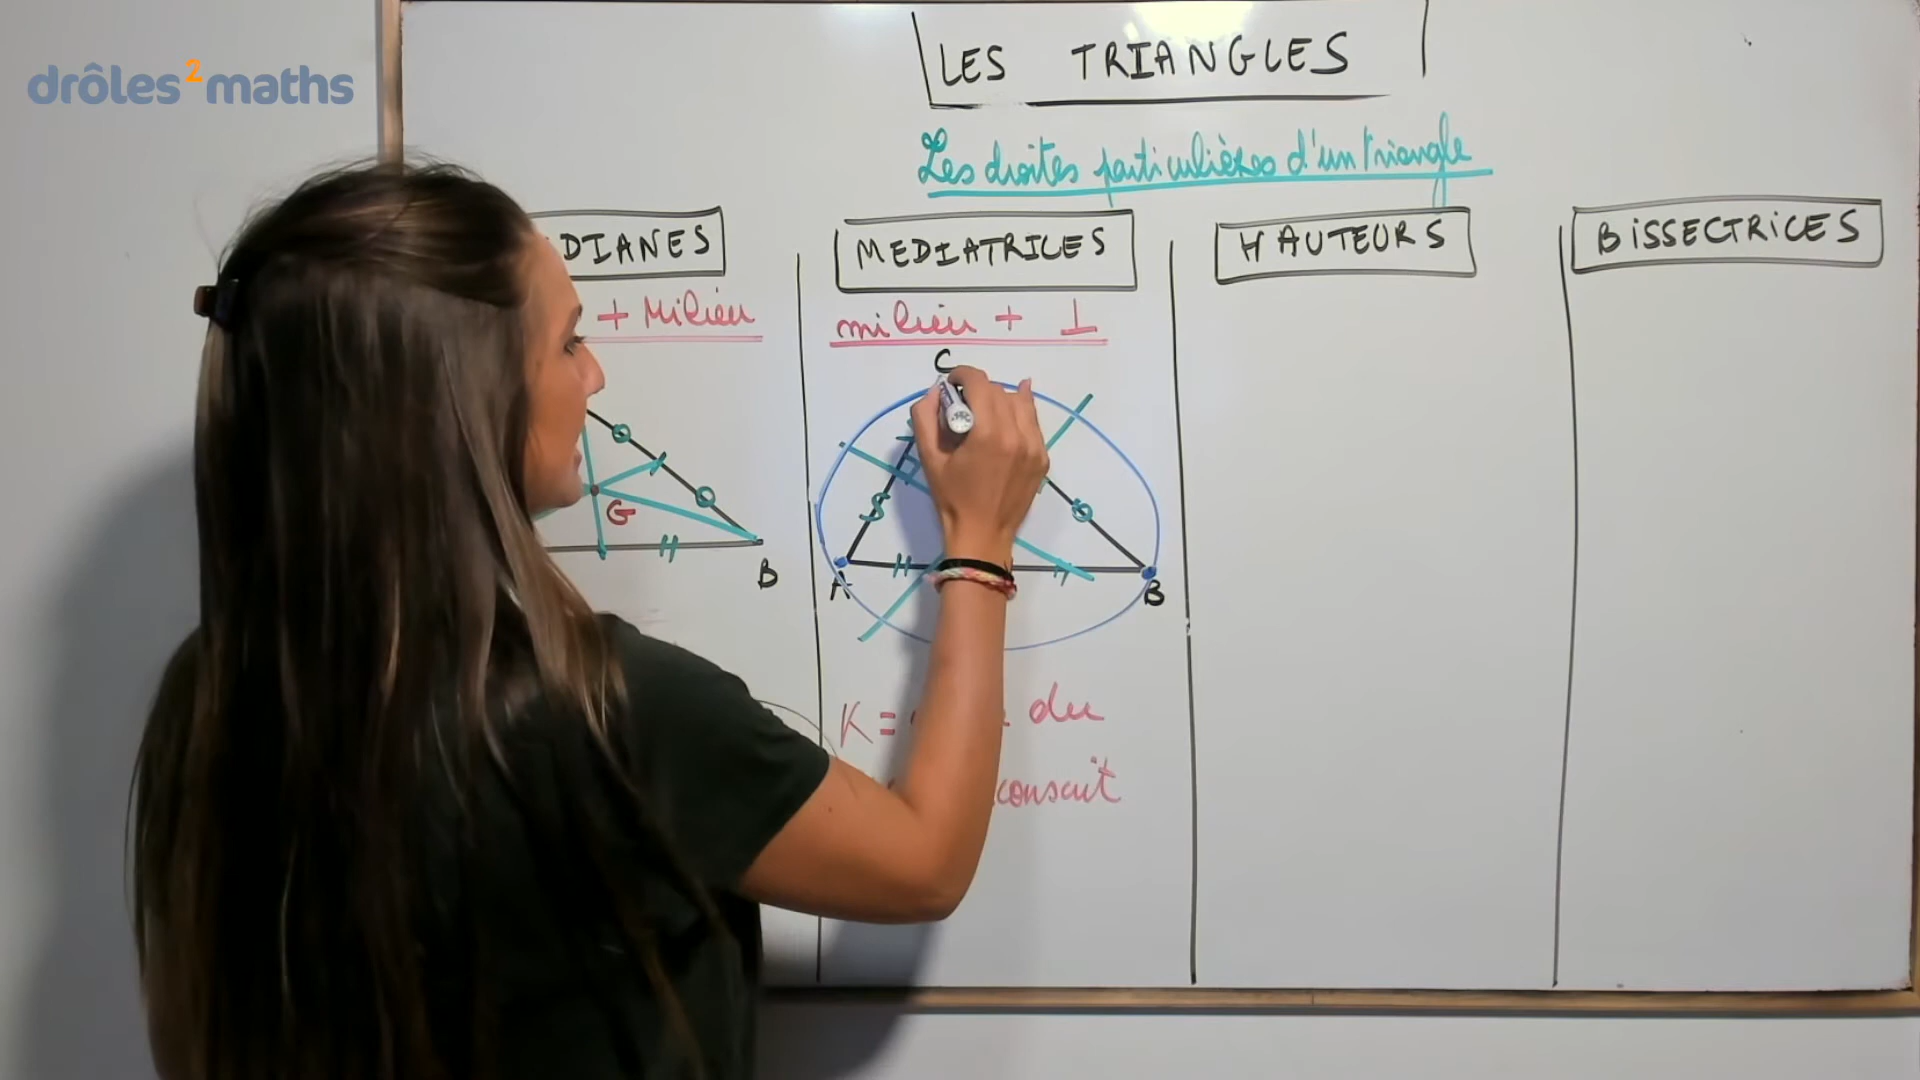 drôles2maths
LES TRIANGLES
Les droites particulières d'un triangle
DIANES
MEDIATRICES
HAUTEURS
BiSSECTRiCES
+ Milieu
milieu + ⊥
C
G
B
A
B
K =
du
conscrit